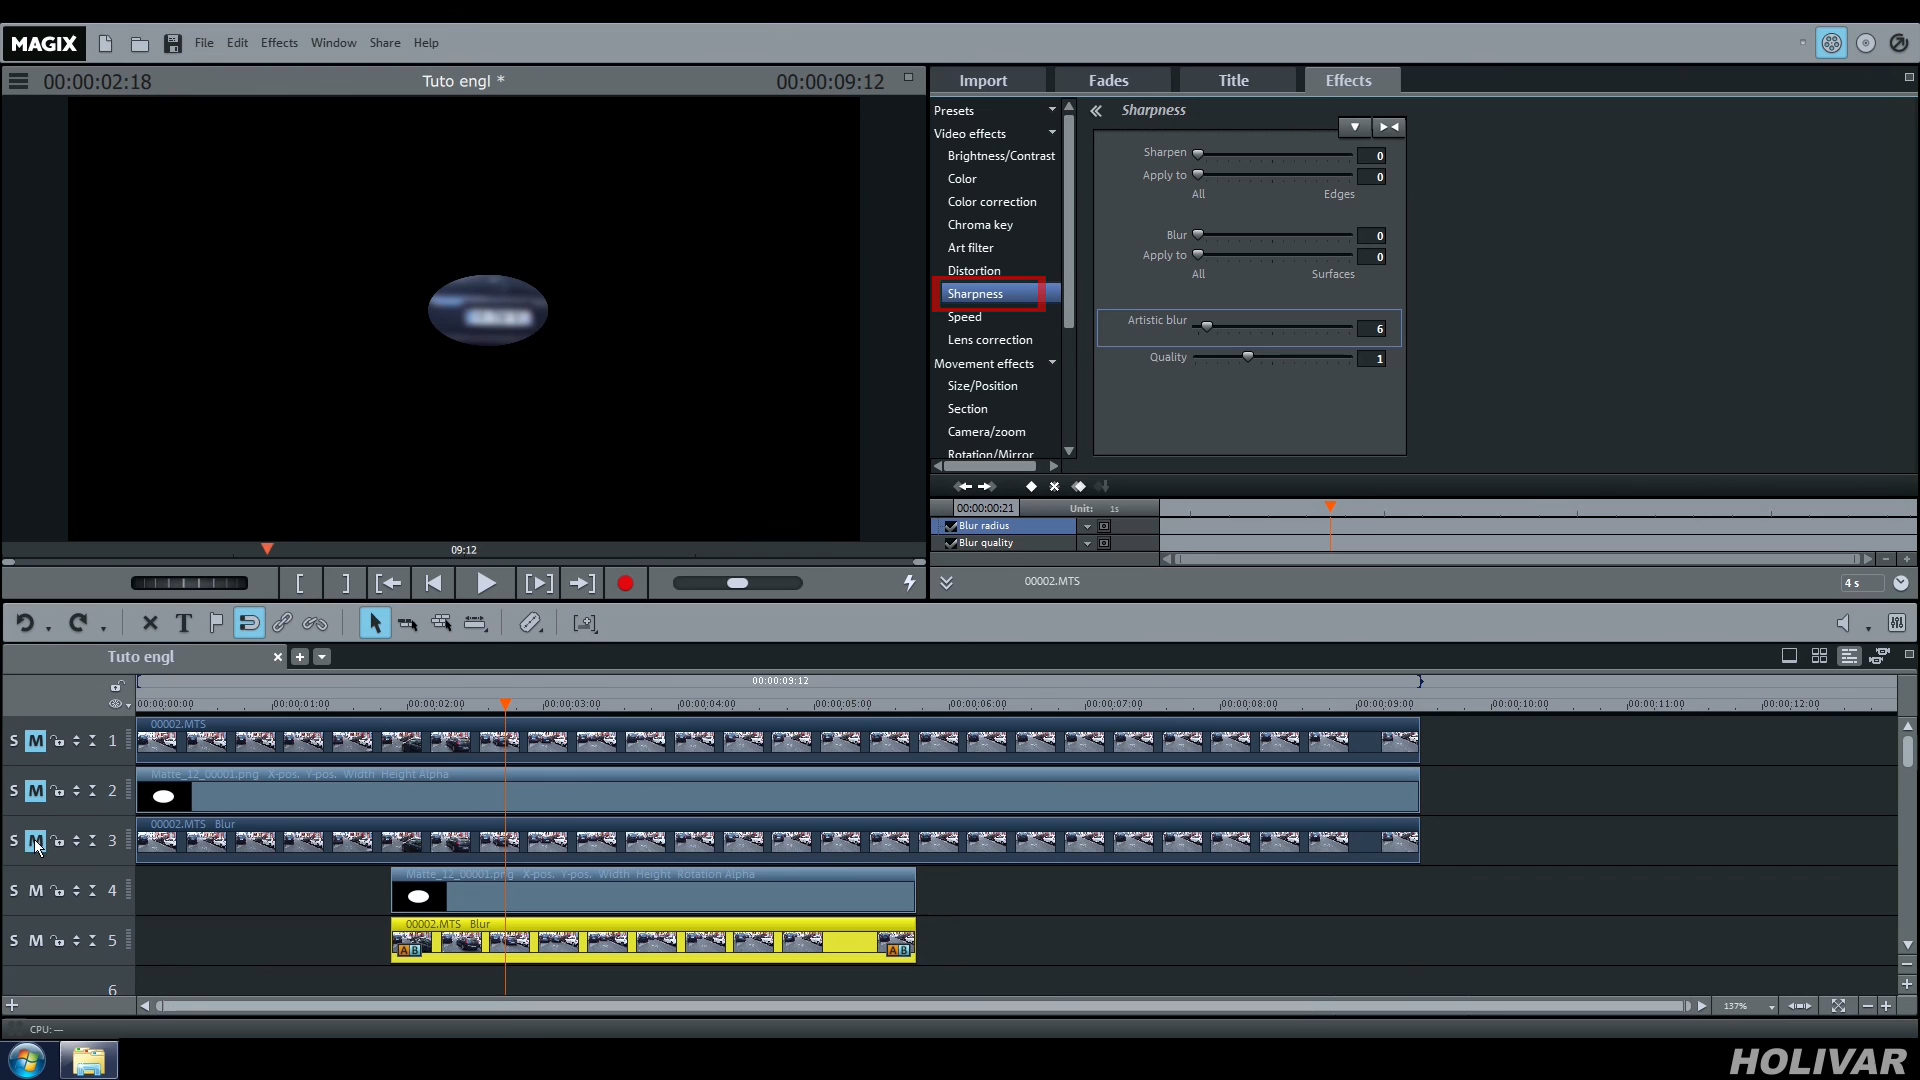 MAGIX File Edit Effects Window Share Help
00:00:02:18 Tuto engl * 00:00:09:12
Import Fades Title Effects
Presets
Video effects
Brightness/Contrast
Color
Color correction
Chroma key
Art filter
Distortion
Sharpness
Speed
Lens correction
Movement effects
Size/Position
Section
Camera/zoom
Rotation/Mirror
Sharpness
Sharpen 0
Apply to 0
All Edges
Blur 0
Apply to 0
All Surfaces
Artistic blur 6
Quality 1
09:12
00:00:00:21 Unit: 1s
Blur radius
Blur quality
00002.MTS 4 s
Tuto engl
00:00:09:12
00:00:00:00 00:00:01:00 00:00:02:00 00:00:03:00 00:00:04:00 00:00:05:00 00:00:06:00 00:00:07:00 00:00:08:00 00:00:09:00 00:00:10:00 00:00:11:00 00:00:12:00
00002.MTS
S M 1
Matte_12_00001.png X-pos. Y-pos. Width Height Alpha
S M 2
00002.MTS Blur
S M 3
Matte_12_00001.png X-pos. Y-pos. Width Height Rotation Alpha
S M 4
00002.MTS Blur
S M 5
A B A B
6
137%
CPU: —
HOLIVAR